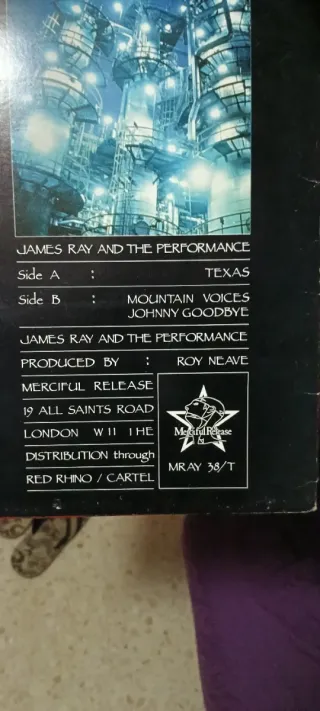 JAMES RAY AND THE PERFORMANCE
Side A : TEXAS
Side B : MOUNTAIN VOICES
JOHNNY GOODBYE
JAMES RAY AND THE PERFORMANCE
PRODUCED BY : ROY NEAVE
MERCIFUL RELEASE
19 ALL SAINTS ROAD
LONDON W11 1HE
DISTRIBUTION through
RED RHINO / CARTEL
Merciful Release
MRAY 38/T